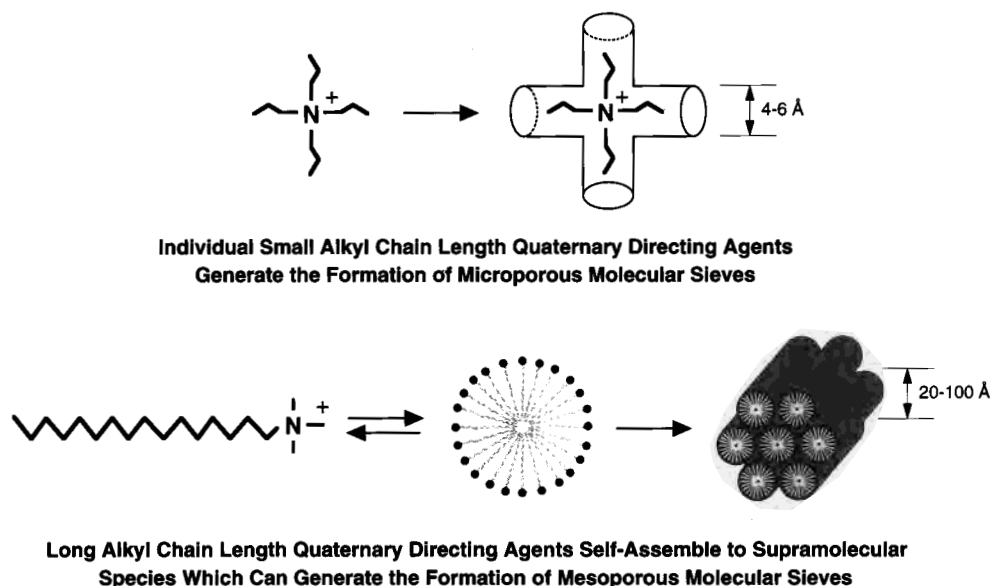 N
+
N
+
4-6 Å
Individual Small Alkyl Chain Length Quaternary Directing Agents
Generate the Formation of Microporous Molecular Sieves
N
+
20-100 Å
Long Alkyl Chain Length Quaternary Directing Agents Self-Assemble to Supramolecular
Species Which Can Generate the Formation of Mesoporous Molecular Sieves